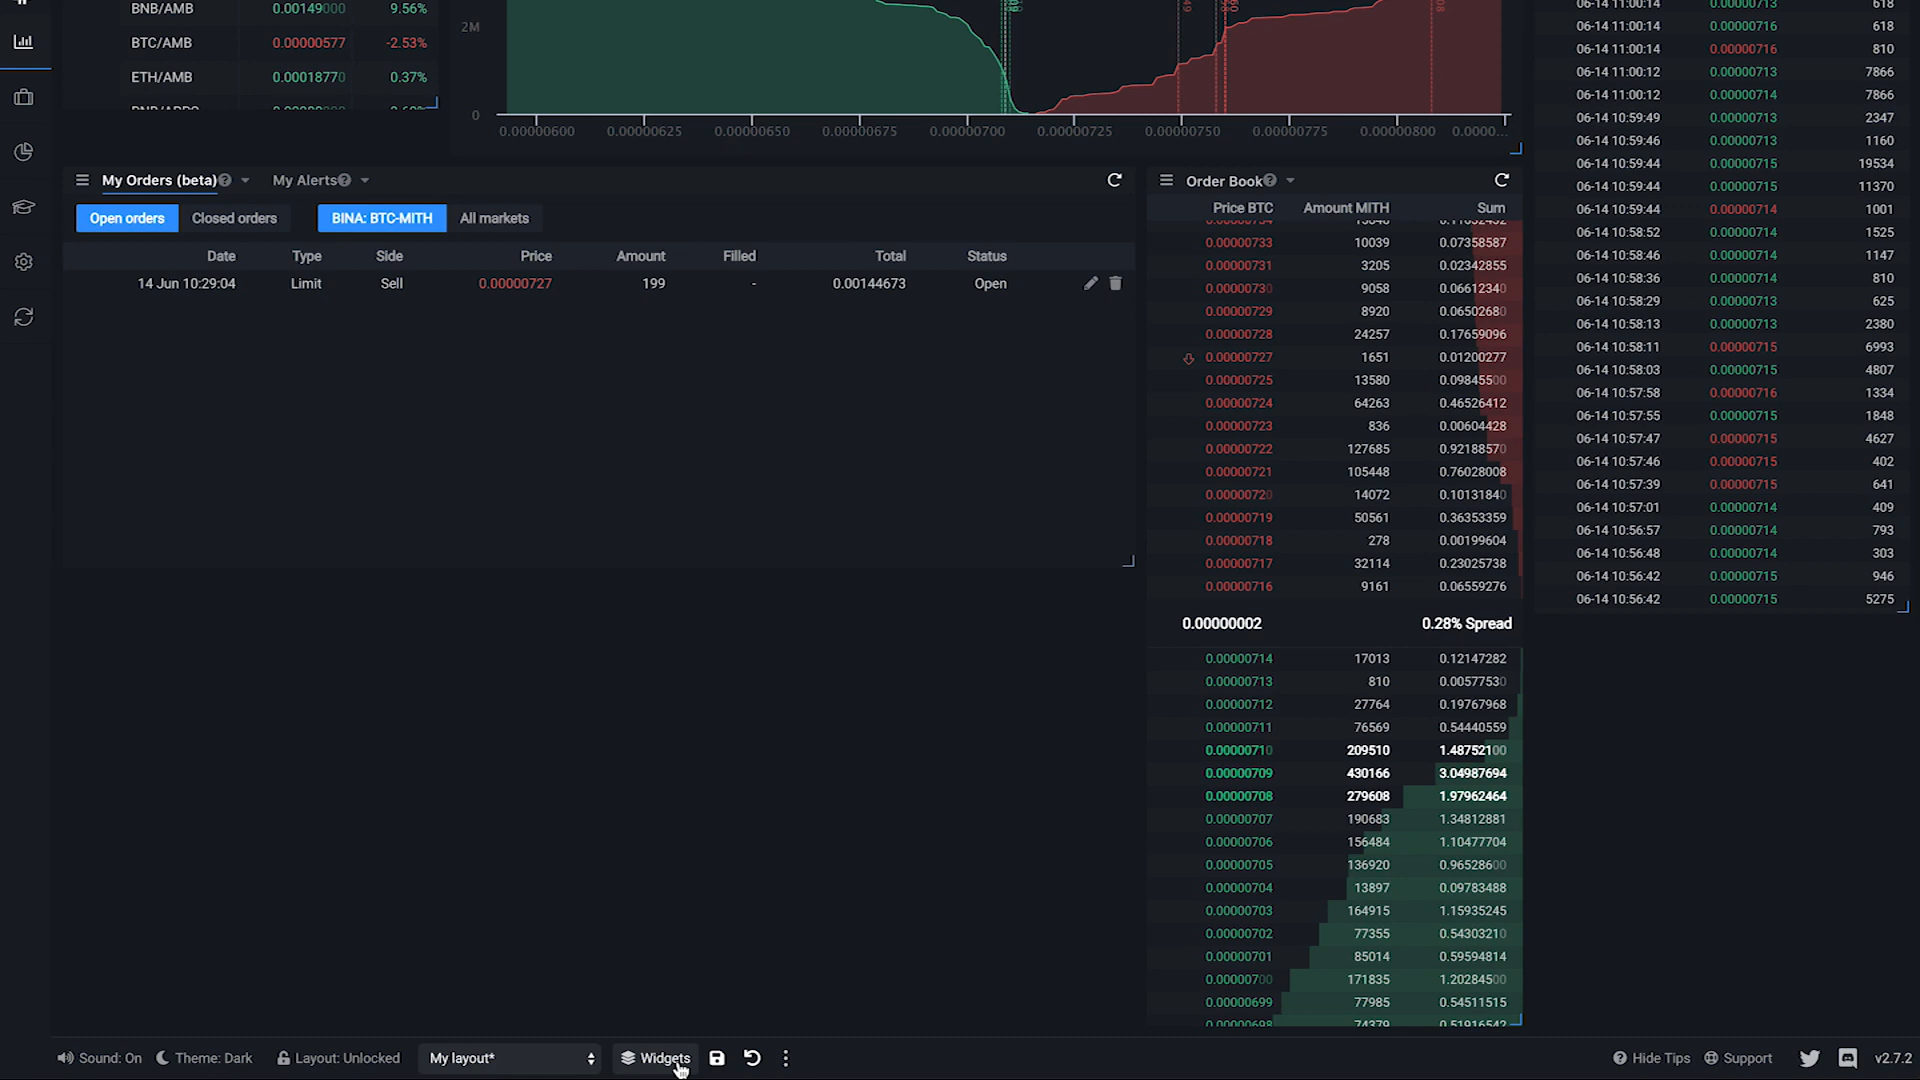 BNB/AMB 0.00149000 9.56%
BTC/AMB 0.00000577 -2.53%
ETH/AMB 0.00018770 0.37%
2M
0
0.00000600 0.00000625 0.00000650 0.00000675 0.00000700 0.00000725 0.00000750 0.00000775 0.00000800 0.0000...
My Orders (beta) My Alerts
Open orders Closed orders BINA: BTC-MITH All markets
Date Type Side Price Amount Filled Total Status
14 Jun 10:29:04 Limit Sell 0.00000727 199 - 0.00144673 Open
Order Book
Price BTC Amount MITH Sum
0.00000733 10039 0.07358587
0.00000731 3205 0.02342855
0.00000730 9058 0.06612340
0.00000729 8920 0.06502680
0.00000728 24257 0.17659096
0.00000727 1651 0.01200277
0.00000725 13580 0.09845500
0.00000724 64263 0.46526412
0.00000723 836 0.00604428
0.00000722 127685 0.92188570
0.00000721 105448 0.76028008
0.00000720 14072 0.10131840
0.00000719 50561 0.36353359
0.00000718 278 0.00199604
0.00000717 32114 0.23025738
0.00000716 9161 0.06559276
0.00000002 0.28% Spread
0.00000714 17013 0.12147282
0.00000713 810 0.00577530
0.00000712 27764 0.19767968
0.00000711 76569 0.54440559
0.00000710 209510 1.48752100
0.00000709 430166 3.04987694
0.00000708 279608 1.97962464
0.00000707 190683 1.34812881
0.00000706 156484 1.10477704
0.00000705 136920 0.96528600
0.00000704 13897 0.09783488
0.00000703 164915 1.15935245
0.00000702 77355 0.54303210
0.00000701 85014 0.59594814
0.00000700 171835 1.20284500
0.00000699 77985 0.54511515
0.00000698 74379 0.51916542
06-14 11:00:14 0.00000713 618
06-14 11:00:14 0.00000716 618
06-14 11:00:14 0.00000716 810
06-14 11:00:12 0.00000713 7866
06-14 11:00:12 0.00000714 7866
06-14 10:59:49 0.00000713 2347
06-14 10:59:46 0.00000713 1160
06-14 10:59:44 0.00000715 19534
06-14 10:59:44 0.00000715 11370
06-14 10:59:44 0.00000714 1001
06-14 10:58:52 0.00000714 1525
06-14 10:58:46 0.00000714 1147
06-14 10:58:36 0.00000714 810
06-14 10:58:29 0.00000713 625
06-14 10:58:13 0.00000713 2380
06-14 10:58:11 0.00000715 6993
06-14 10:58:03 0.00000715 4807
06-14 10:57:58 0.00000716 1334
06-14 10:57:55 0.00000715 1848
06-14 10:57:47 0.00000715 4627
06-14 10:57:46 0.00000715 402
06-14 10:57:39 0.00000715 641
06-14 10:57:01 0.00000714 409
06-14 10:56:57 0.00000714 793
06-14 10:56:48 0.00000714 303
06-14 10:56:42 0.00000715 946
06-14 10:56:42 0.00000715 5275
Sound: On Theme: Dark Layout: Unlocked My layout* Widgets Hide Tips Support v2.7.2